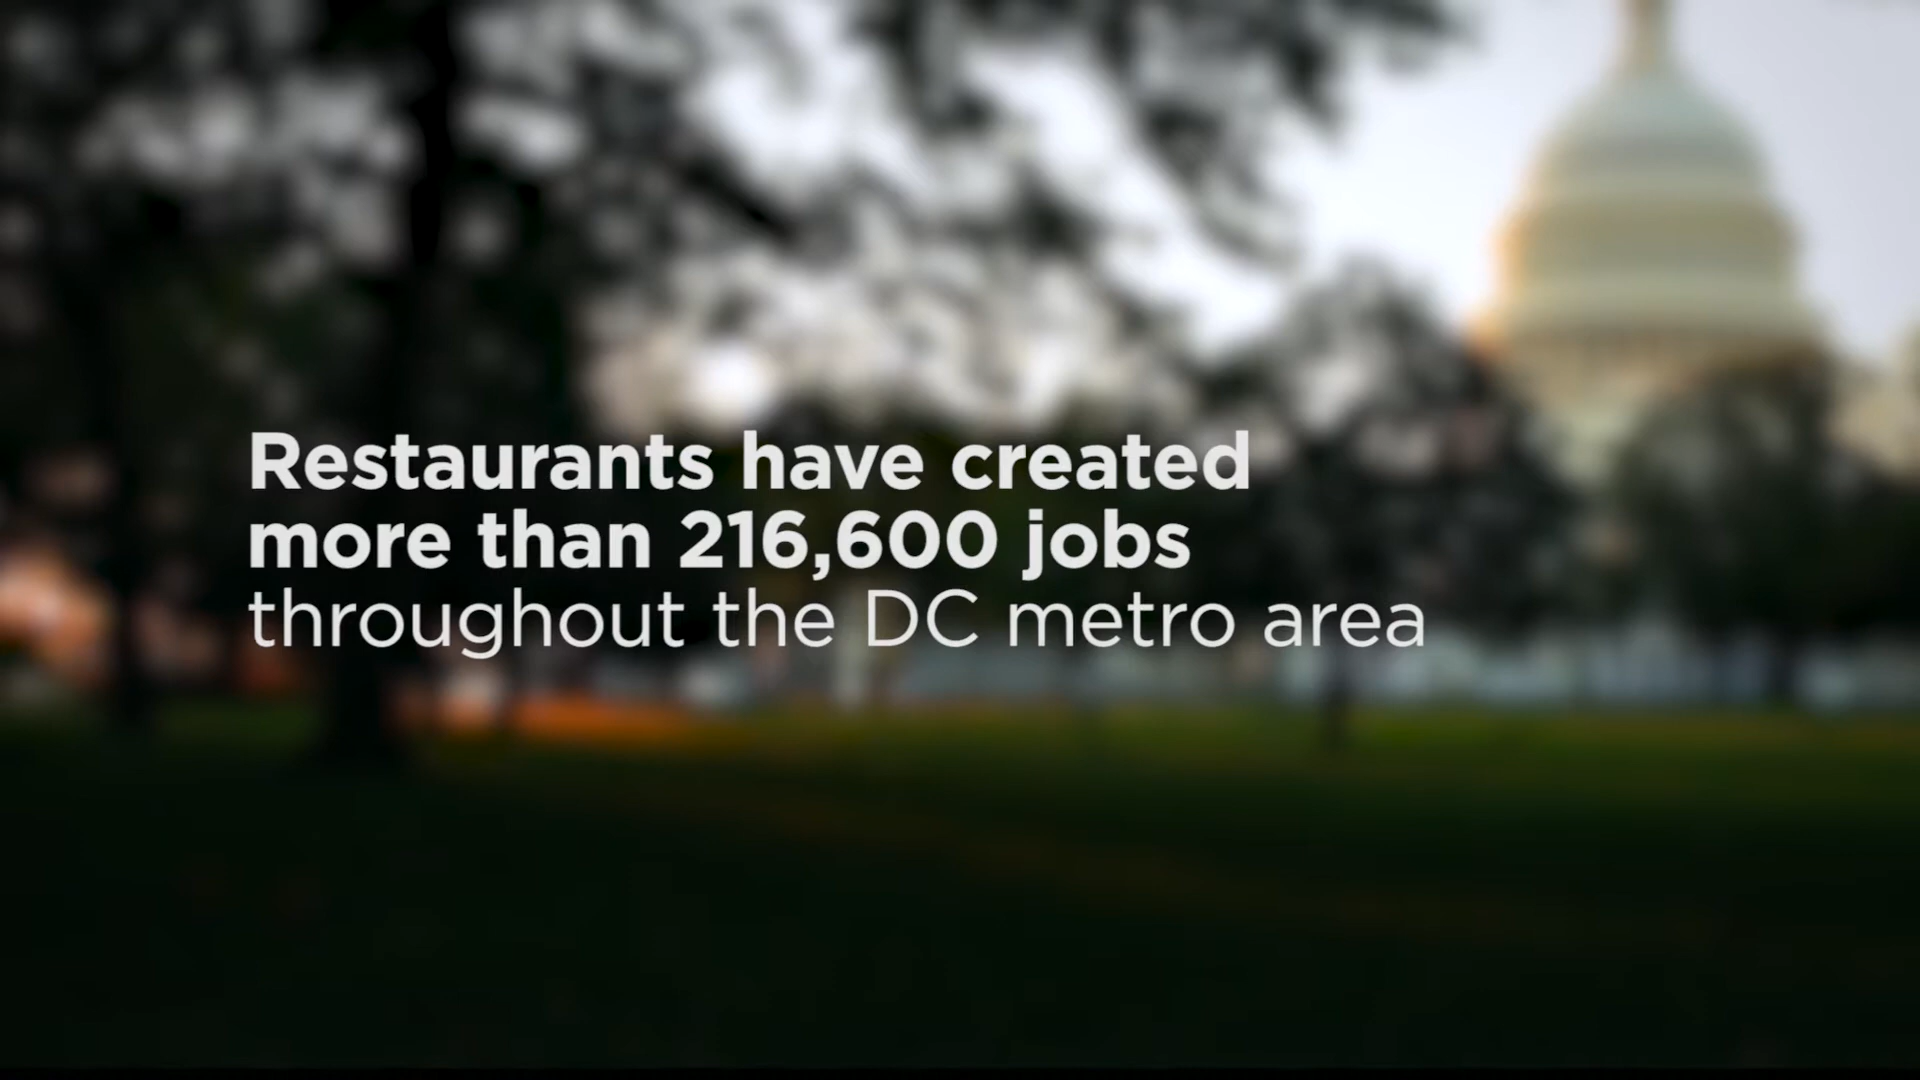 Restaurants have created
more than 216,600 jobs
throughout the DC metro area